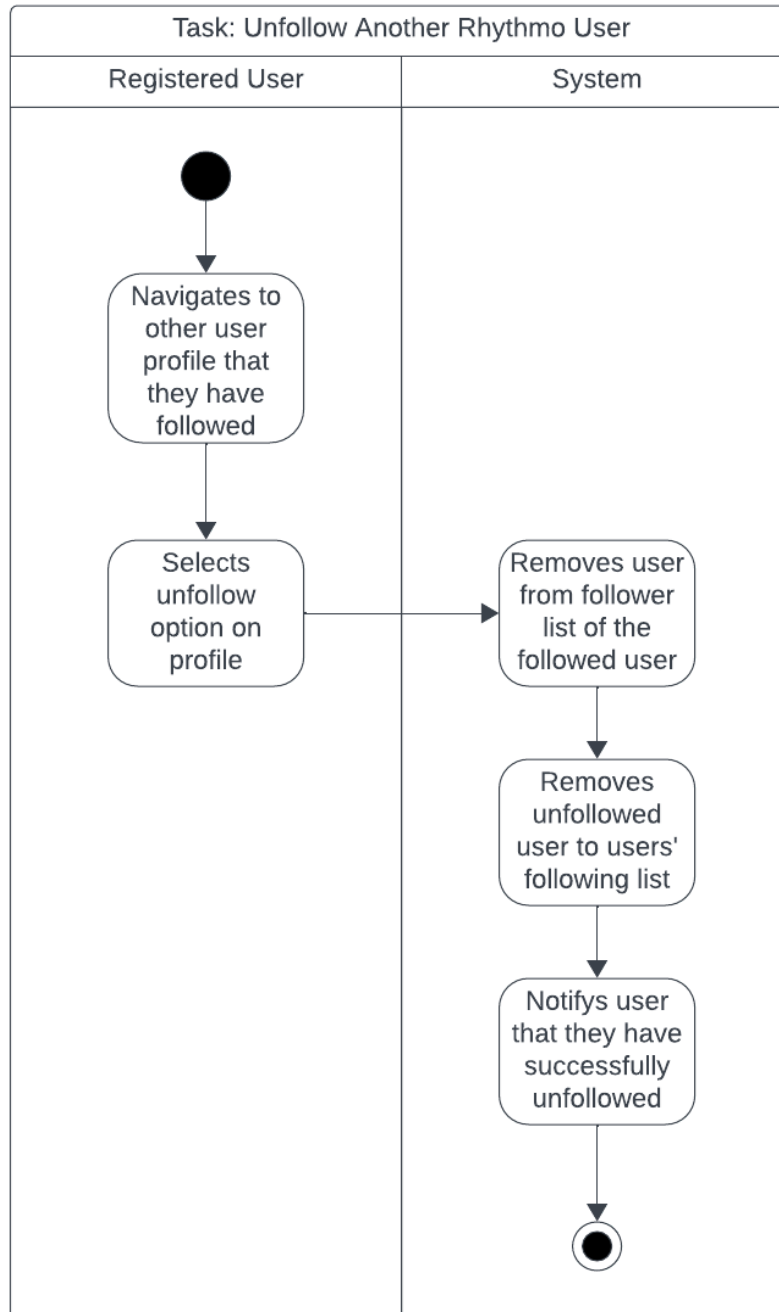 Task: Unfollow Another Rhythmo User
Registered User
System
Navigates to
other user
profile that
they have
followed
Selects
unfollow
option on
profile
Removes user
from follower
list of the
followed user
Removes
unfollowed
user to users'
following list
Notifys user
that they have
successfully
unfollowed